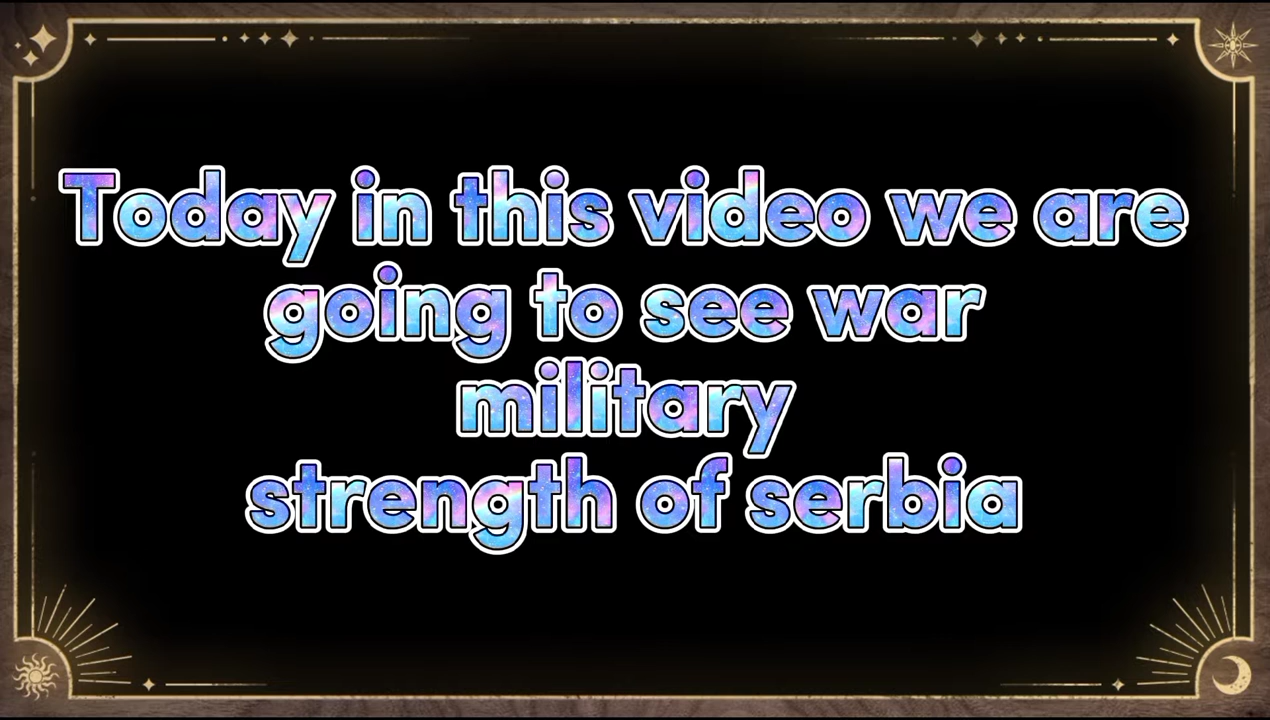 Today in this video we are
going to see war
military
strength of serbia